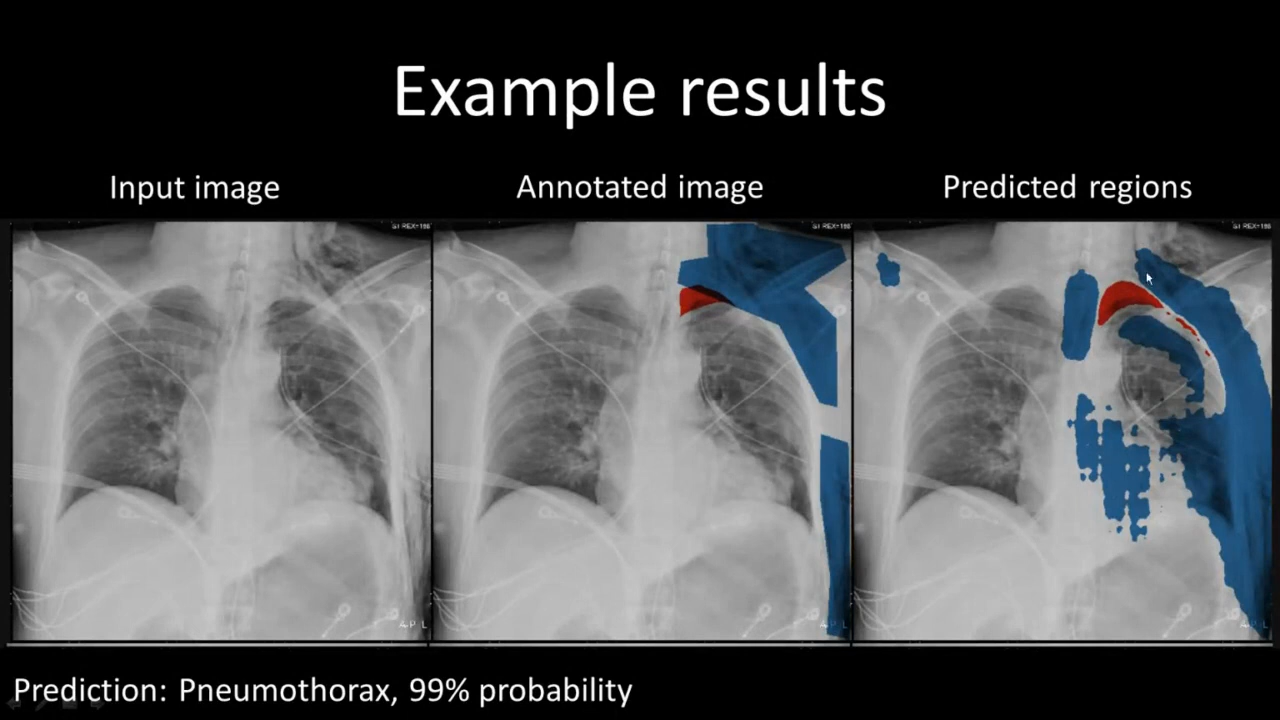 Example results
Input image
Annotated image
Predicted regions
A P L
Prediction: Pneumothorax, 99% probability